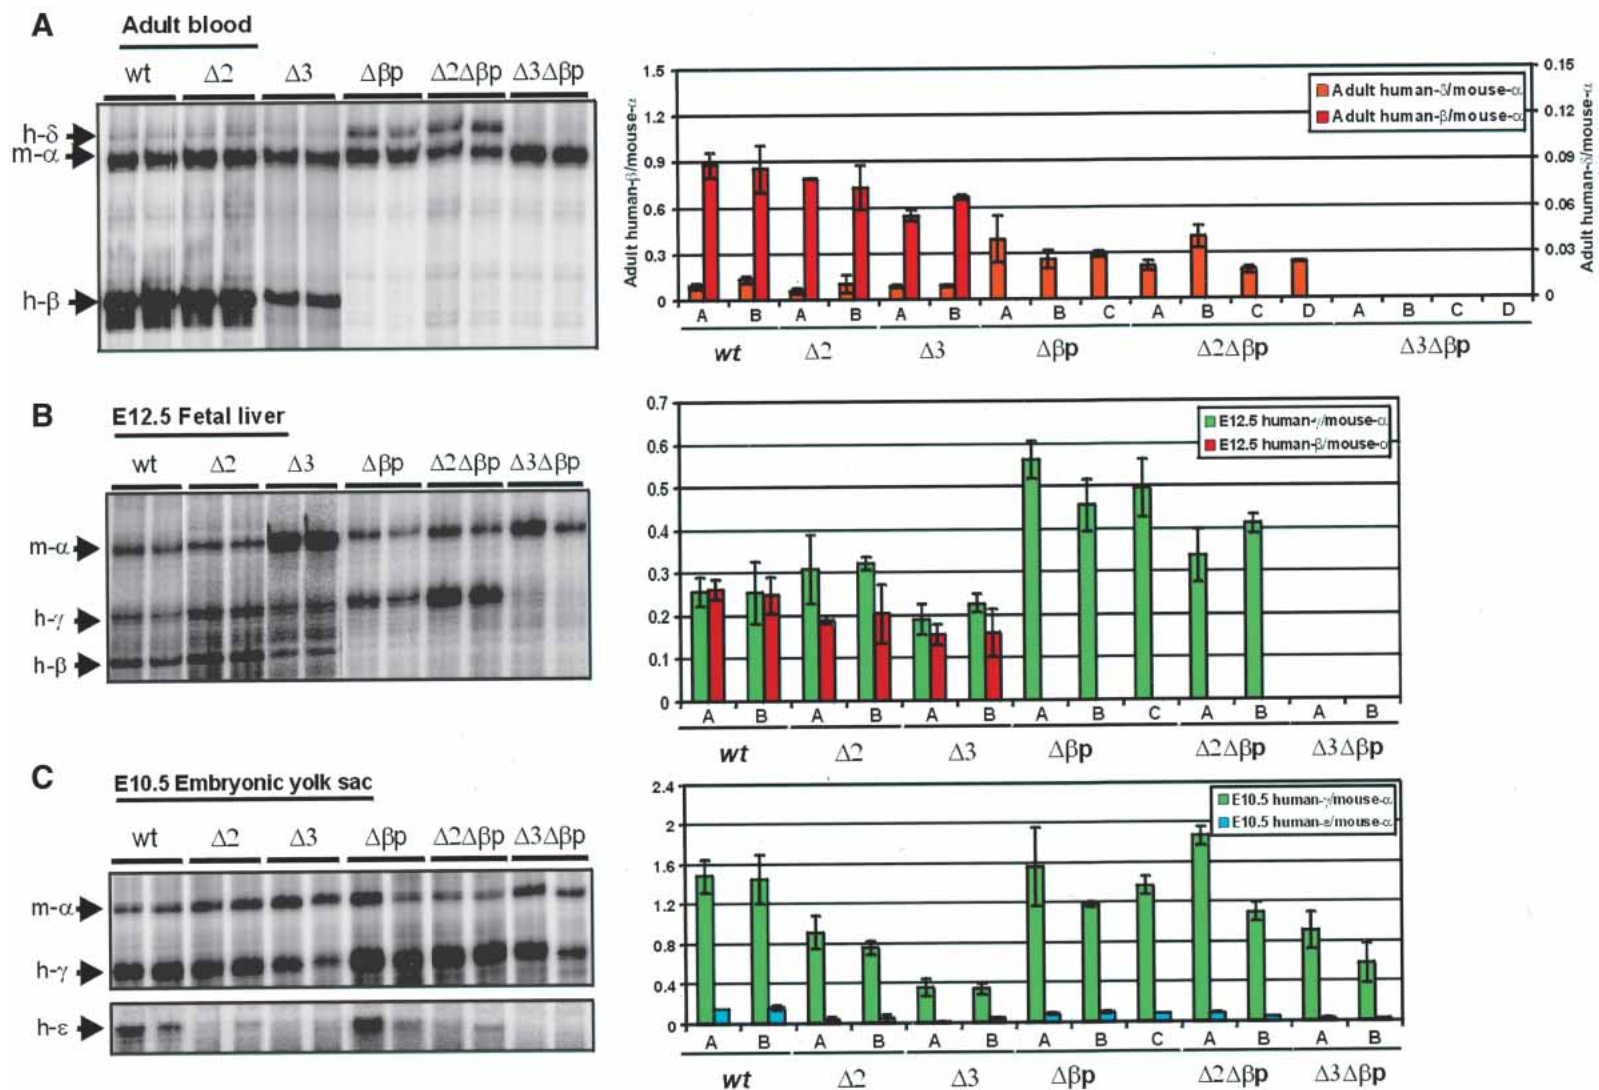 A
Adult blood
wt Δ2 Δ3 Δβp Δ2Δβp Δ3Δβp
h-δ
m-α
h-β
1.5
1.2
0.9
0.6
0.3
0
Adult human-β/mouse-α
0.15
0.12
0.09
0.06
0.03
0
Adult human-δ/mouse-α
Adult human-δ/mouse-α
Adult human-β/mouse-α
A B A B A B A B C A B C D A B C D
wt Δ2 Δ3 Δβp Δ2Δβp Δ3Δβp
B
E12.5 Fetal liver
wt Δ2 Δ3 Δβp Δ2Δβp Δ3Δβp
m-α
h-γ
h-β
0.7
0.6
0.5
0.4
0.3
0.2
0.1
0
E12.5 human-γ/mouse-α
E12.5 human-β/mouse-α
A B A B A B A B C A B A B
wt Δ2 Δ3 Δβp Δ2Δβp Δ3Δβp
C
E10.5 Embryonic yolk sac
wt Δ2 Δ3 Δβp Δ2Δβp Δ3Δβp
m-α
h-γ
h-ε
2.4
2
1.6
1.2
0.8
0.4
0
E10.5 human-γ/mouse-α
E10.5 human-ε/mouse-α
A B A B A B A B C A B A B
wt Δ2 Δ3 Δβp Δ2Δβp Δ3Δβp